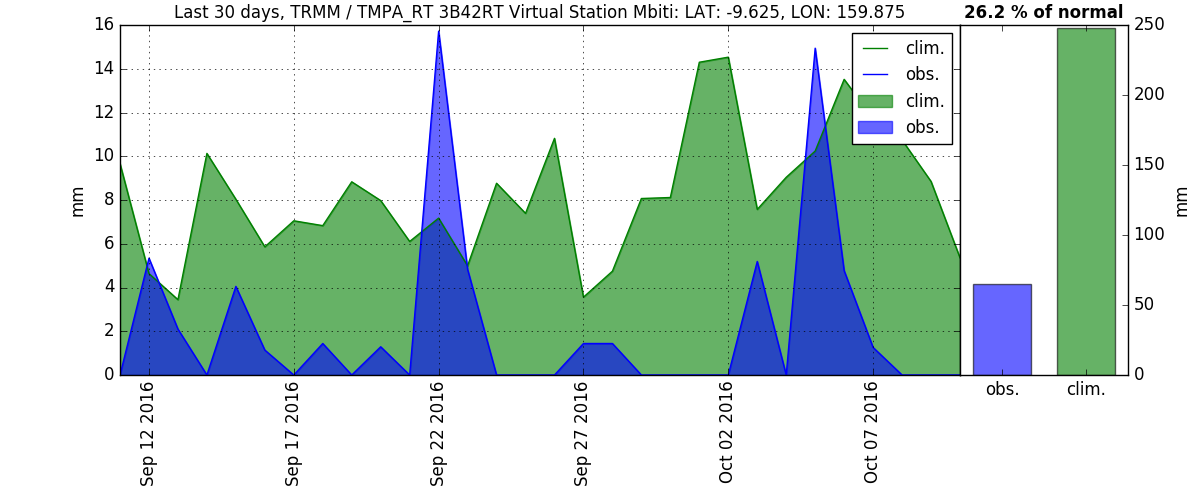 Last 30 days, TRMM / TMPA_RT 3B42RT Virtual Station Mbiti: LAT: -9.625, LON: 159.875
26.2 % of normal
16
14
12
10
8
6
4
2
0
mm
clim.
obs.
clim.
obs.
Sep 12 2016
Sep 17 2016
Sep 22 2016
Sep 27 2016
Oct 02 2016
Oct 07 2016
250
200
150
100
50
0
mm
obs.
clim.